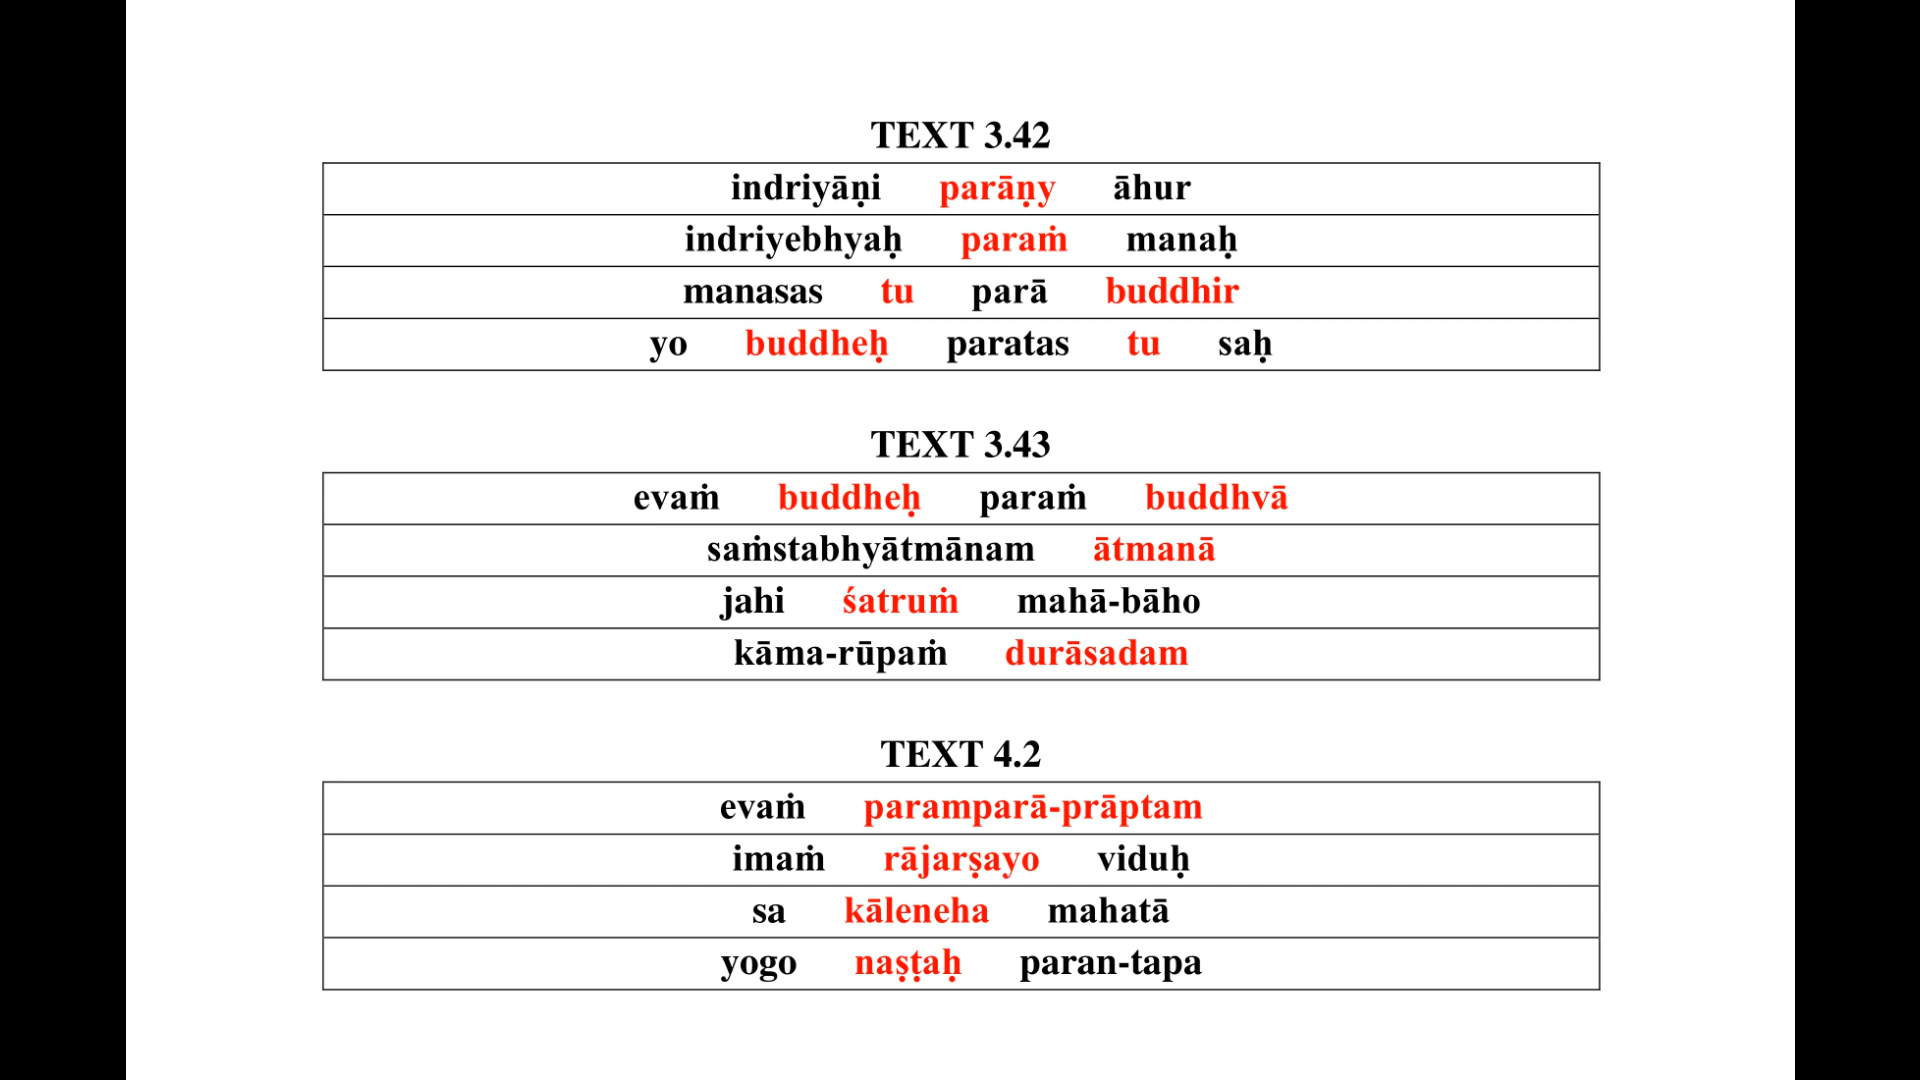 TEXT 3.42
indriyāṇi parāṇy āhur
indriyebhyaḥ paraṁ manaḥ
manasas tu parā buddhir
yo buddheḥ paratas tu saḥ
TEXT 3.43
evaṁ buddheḥ paraṁ buddhvā
saṁstabhyātmānam ātmanā
jahi śatruṁ mahā-bāho
kāma-rūpaṁ durāsadam
TEXT 4.2
evaṁ paramparā-prāptam
imaṁ rājarṣayo viduḥ
sa kāleneha mahatā
yogo naṣṭaḥ paran-tapa